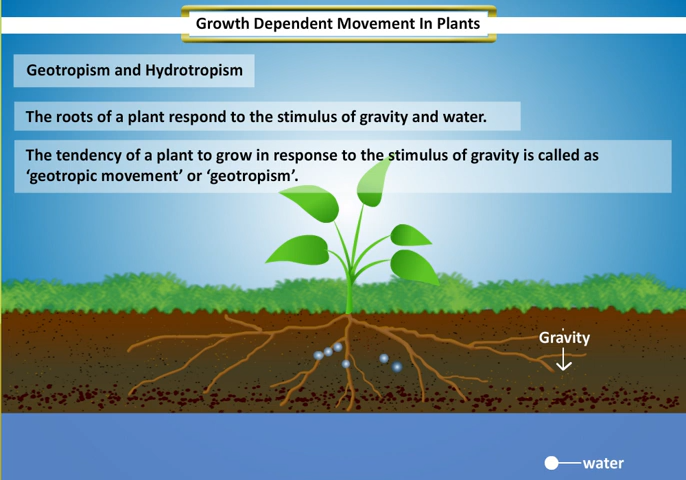 Growth Dependent Movement In Plants
Geotropism and Hydrotropism
The roots of a plant respond to the stimulus of gravity and water.
The tendency of a plant to grow in response to the stimulus of gravity is called as
‘geotropic movement’ or ‘geotropism’.
Gravity
water